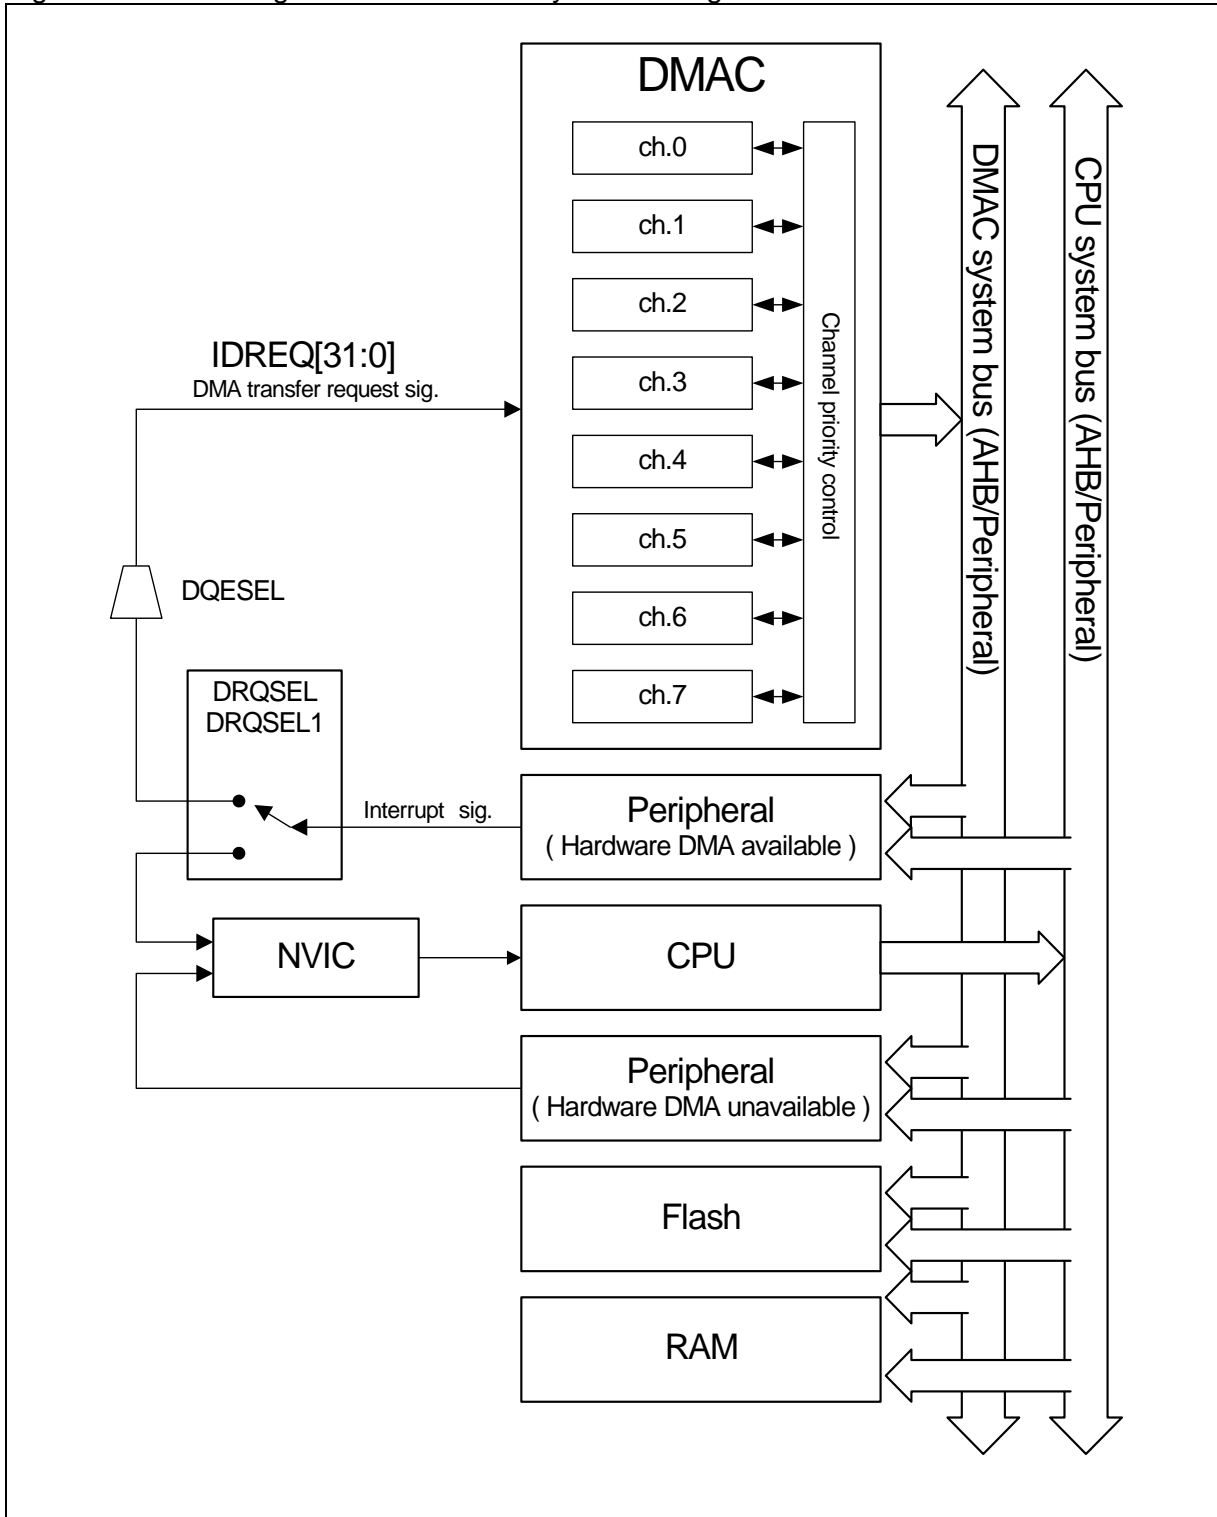 DMAC
ch.0
ch.1
ch.2
ch.3
ch.4
ch.5
ch.6
ch.7
Channel priority control
DMAC system bus (AHB/Peripheral)
CPU system bus (AHB/Peripheral)
IDREQ[31:0]
DMA transfer request sig.
DQESEL
DRQSEL
DRQSEL1
Interrupt sig.
Peripheral
( Hardware DMA available )
NVIC
CPU
Peripheral
( Hardware DMA unavailable )
Flash
RAM